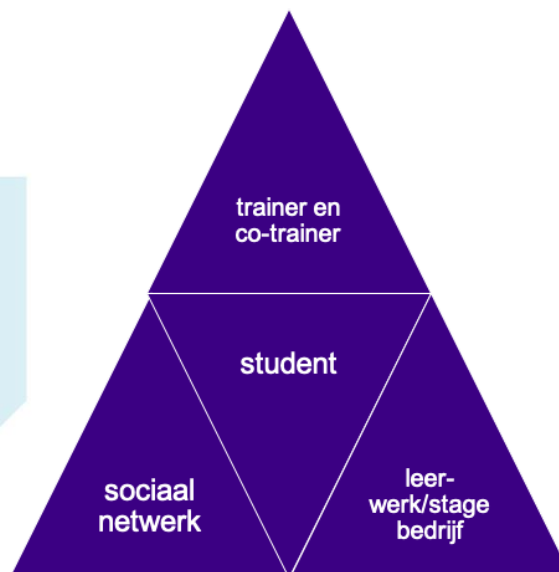 trainer en
co-trainer
student
sociaal
netwerk
leer-
werk/stage
bedrijf